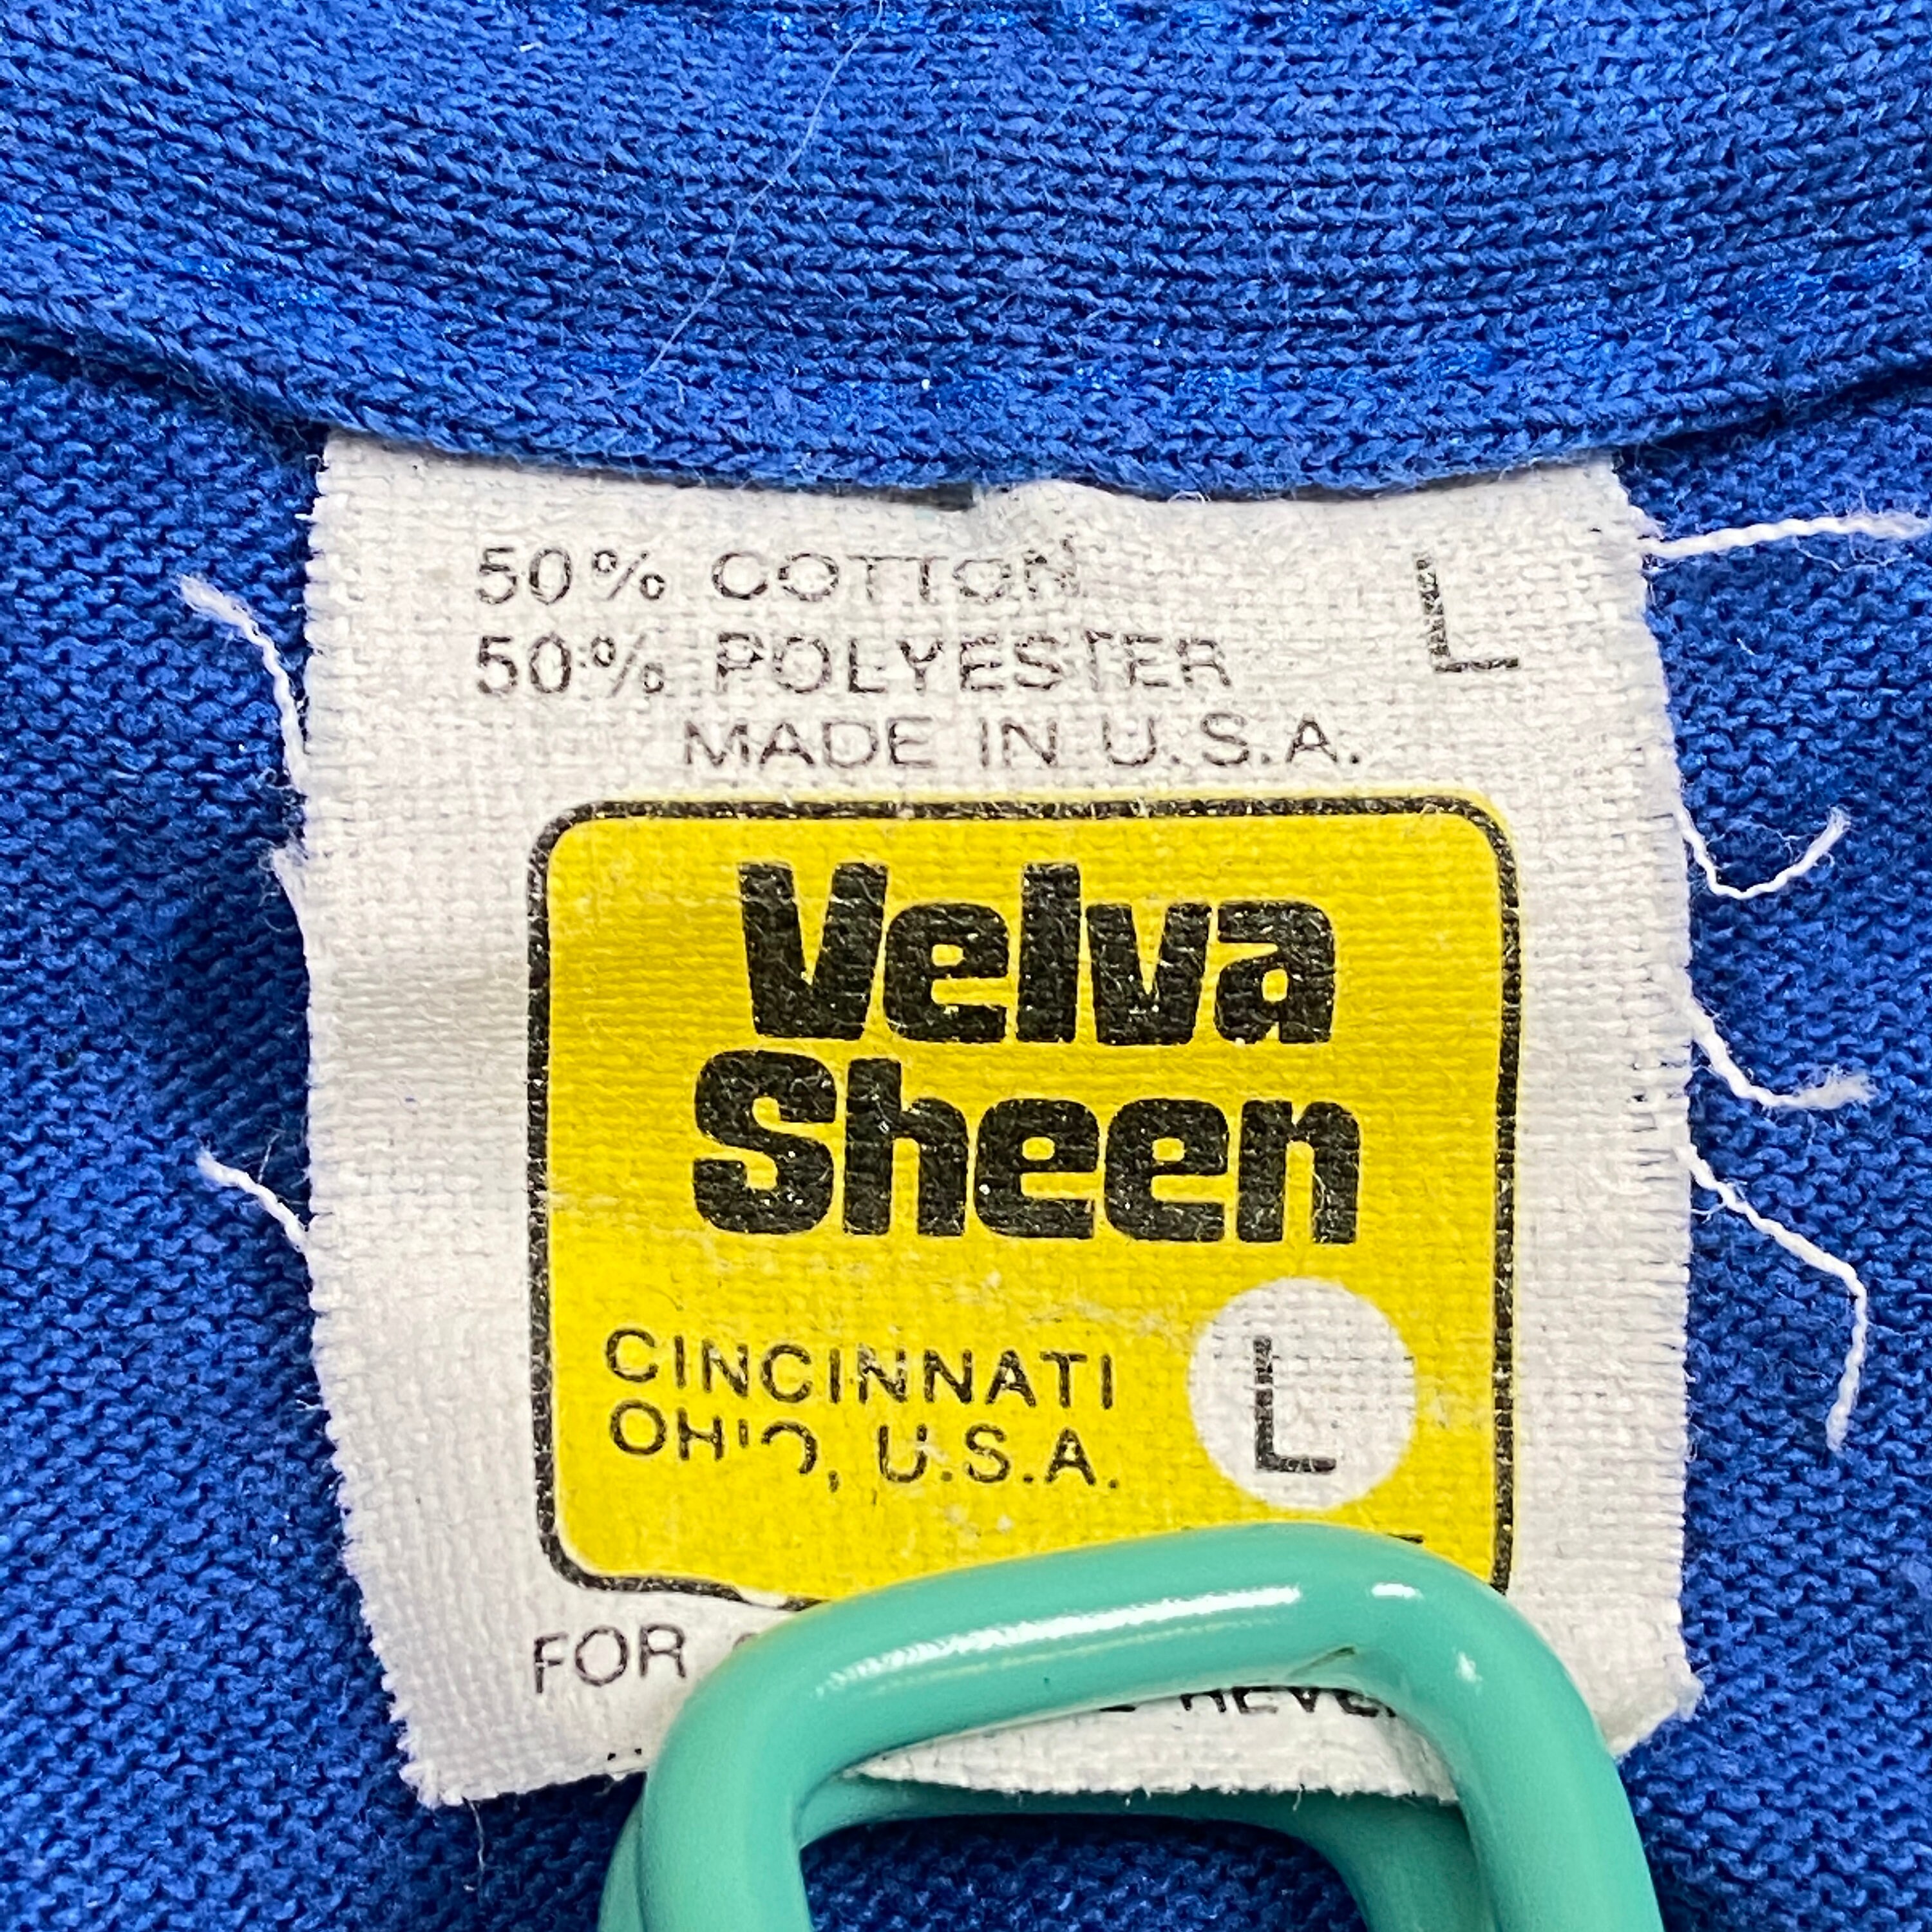 50% COTTON L
50% POLYESTER
MADE IN U.S.A.
Velva
Sheen
CINCINNATI
OHIO, U.S.A.
L
FOR